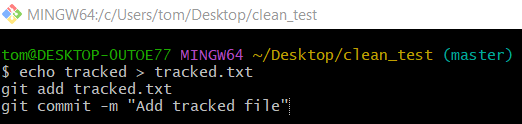 MINGW64:/c/Users/tom/Desktop/clean_test
tom@DESKTOP-OUTOE77 MINGW64 ~/Desktop/clean_test (master)
$ echo tracked > tracked.txt
git add tracked.txt
git commit -m "Add tracked file"